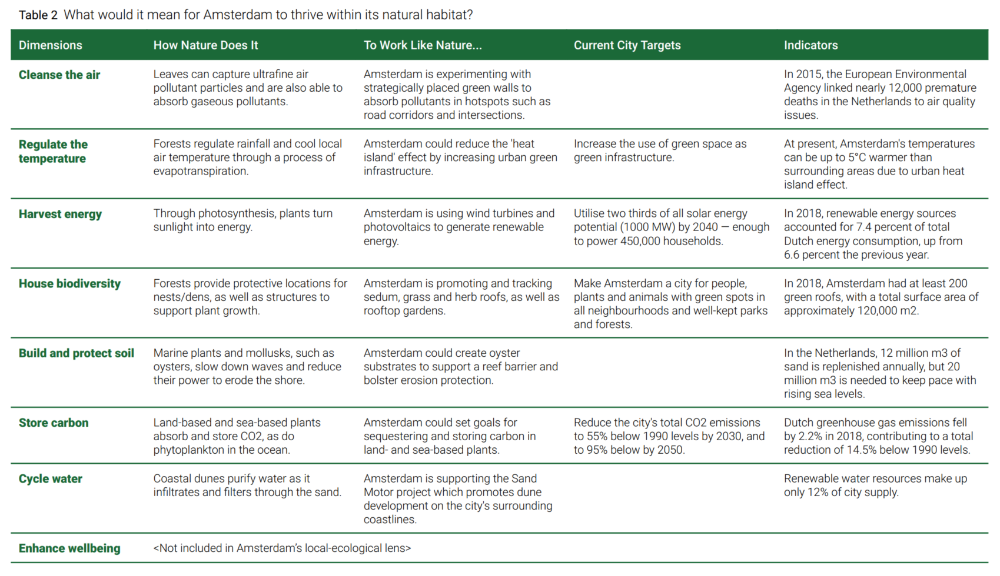 Table 2 What would it mean for Amsterdam to thrive within its natural habitat?
Dimensions
How Nature Does It
To Work Like Nature...
Current City Targets
Indicators
Cleanse the air
Leaves can capture ultrafine air
pollutant particles and are also able to
absorb gaseous pollutants.
Amsterdam is experimenting with
strategically placed green walls to
absorb pollutants in hotspots such as
road corridors and intersections.
In 2015, the European Environmental
Agency linked nearly 12,000 premature
deaths in the Netherlands to air quality
issues.
Regulate the
temperature
Forests regulate rainfall and cool local
air temperature through a process of
evapotranspiration.
Amsterdam could reduce the 'heat
island' effect by increasing urban green
infrastructure.
Increase the use of green space as
green infrastructure.
At present, Amsterdam's temperatures
can be up to 5°C warmer than
surrounding areas due to urban heat
island effect.
Harvest energy
Through photosynthesis, plants turn
sunlight into energy.
Amsterdam is using wind turbines and
photovoltaics to generate renewable
energy.
Utilise two thirds of all solar energy
potential (1000 MW) by 2040 — enough
to power 450,000 households.
In 2018, renewable energy sources
accounted for 7.4 percent of total
Dutch energy consumption, up from
6.6 percent the previous year.
House biodiversity
Forests provide protective locations for
nests/dens, as well as structures to
support plant growth.
Amsterdam is promoting and tracking
sedum, grass and herb roofs, as well as
rooftop gardens.
Make Amsterdam a city for people,
plants and animals with green spots in
all neighbourhoods and well-kept parks
and forests.
In 2018, Amsterdam had at least 200
green roofs, with a total surface area of
approximately 120,000 m2.
Build and protect soil
Marine plants and mollusks, such as
oysters, slow down waves and reduce
their power to erode the shore.
Amsterdam could create oyster
substrates to support a reef barrier and
bolster erosion protection.
In the Netherlands, 12 million m3 of
sand is replenished annually, but 20
million m3 is needed to keep pace with
rising sea levels.
Store carbon
Land-based and sea-based plants
absorb and store CO2, as do
phytoplankton in the ocean.
Amsterdam could set goals for
sequestering and storing carbon in
land- and sea-based plants.
Reduce the city's total CO2 emissions
to 55% below 1990 levels by 2030, and
to 95% below by 2050.
Dutch greenhouse gas emissions fell
by 2.2% in 2018, contributing to a total
reduction of 14.5% below 1990 levels.
Cycle water
Coastal dunes purify water as it
infiltrates and filters through the sand.
Amsterdam is supporting the Sand
Motor project which promotes dune
development on the city's surrounding
coastlines.
Renewable water resources make up
only 12% of city supply.
Enhance wellbeing
<Not included in Amsterdam's local-ecological lens>